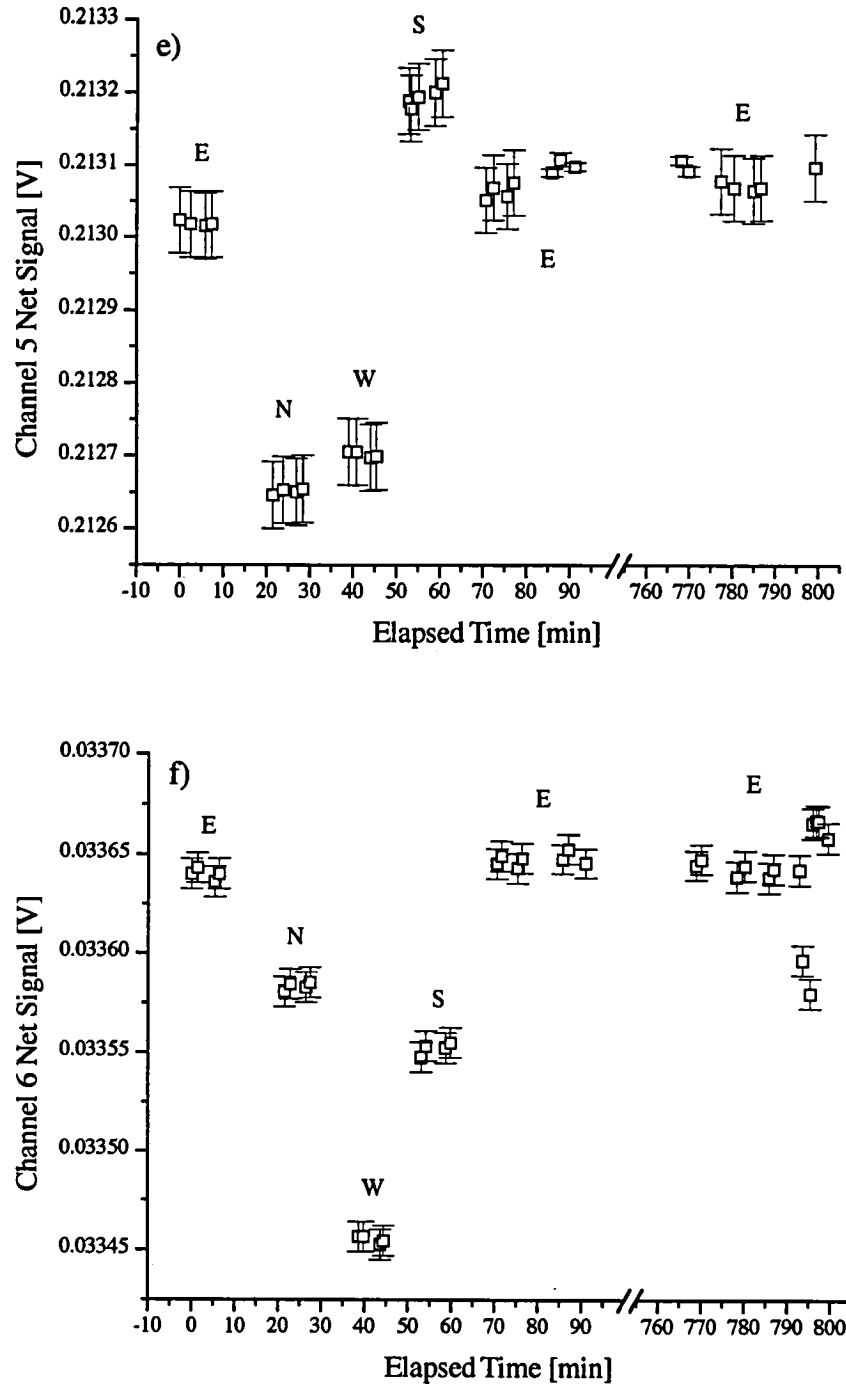 e)
S
E
E
E
W
N
0.2133
0.2132
0.2131
0.2130
0.2129
0.2128
0.2127
0.2126
Channel 5 Net Signal [V]
-10 0 10 20 30 40 50 60 70 80 90 760 770 780 790 800
Elapsed Time [min]
f)
E
E
E
N
S
W
0.03370
0.03365
0.03360
0.03355
0.03350
0.03345
Channel 6 Net Signal [V]
-10 0 10 20 30 40 50 60 70 80 90 760 770 780 790 800
Elapsed Time [min]